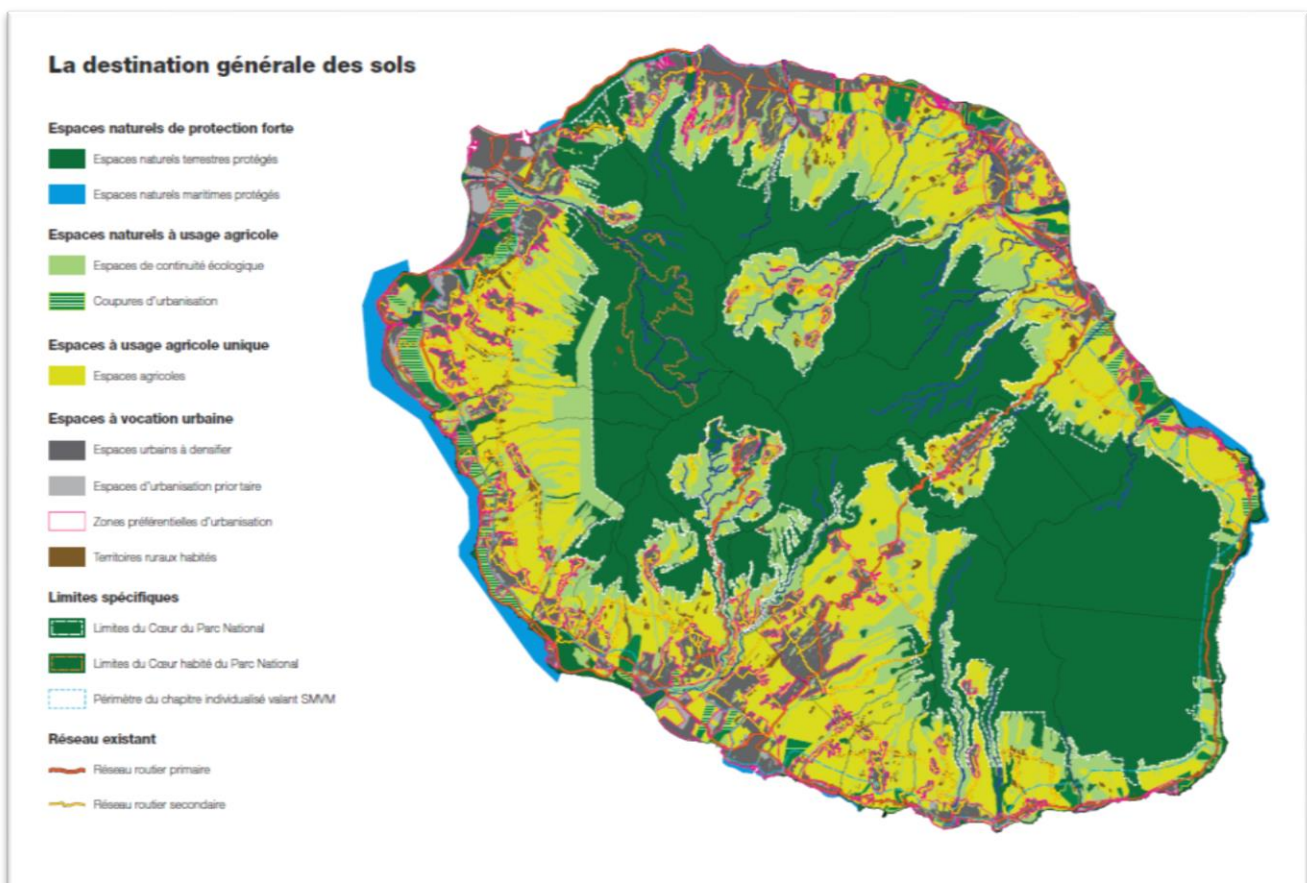 La destination générale des sols
Espaces naturels de protection forte
Espaces naturels terrestres protégés
Espaces naturels maritimes protégés
Espaces naturels à usage agricole
Espaces de continuité écologique
Coupures d'urbanisation
Espaces à usage agricole unique
Espaces agricoles
Espaces à vocation urbaine
Espaces urbains à densifier
Espaces d'urbanisation prior taire
Zones préférentielles d'urbanisation
Territoires ruraux habités
Limites spécifiques
Limites du Cœur du Parc National
Limites du Cœur habité du Parc National
Périmètre du chapitre individualisé valant SMVM
Réseau existant
Réseau routier primaire
Réseau routier secondaire